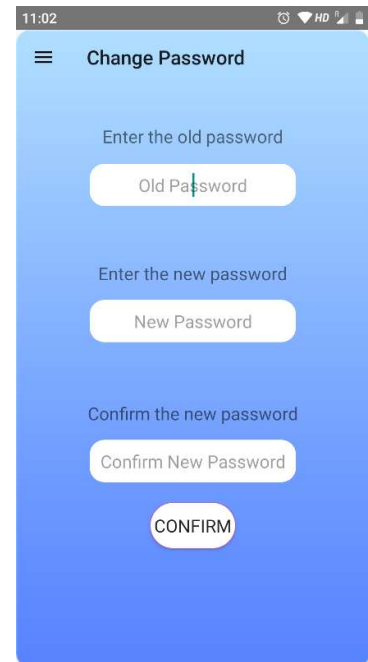 11:02
HD
Change Password
Enter the old password
Old Password
Enter the new password
New Password
Confirm the new password
Confirm New Password
CONFIRM